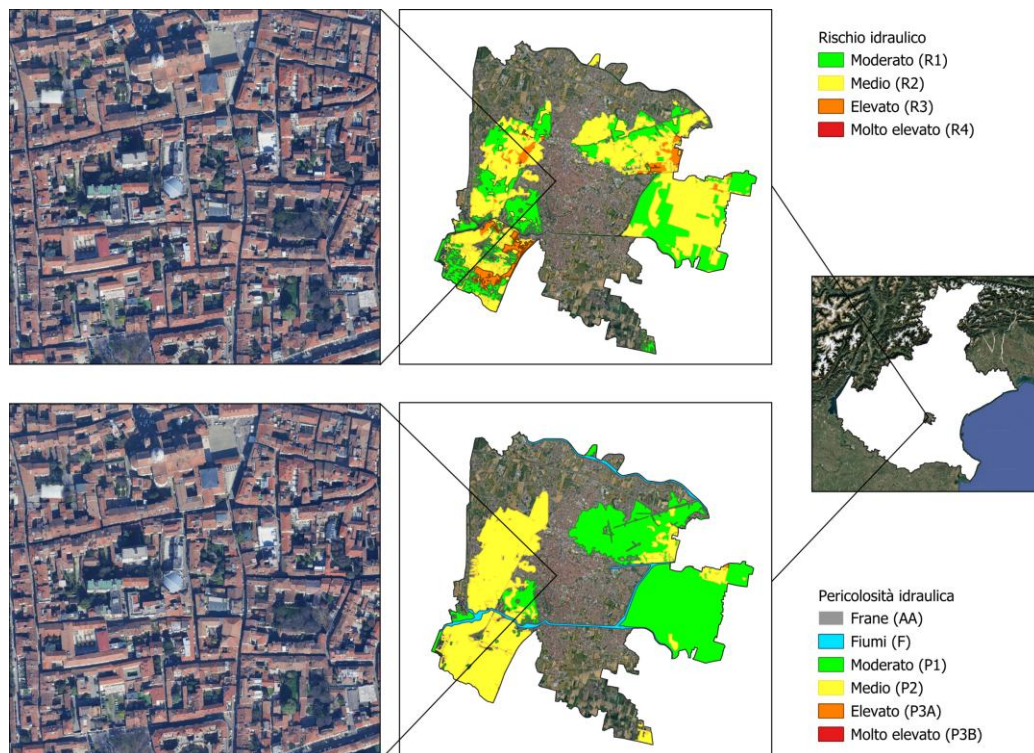 Rischio idraulico
Moderato (R1)
Medio (R2)
Elevato (R3)
Molto elevato (R4)
Pericolosità idraulica
Frane (AA)
Fiumi (F)
Moderato (P1)
Medio (P2)
Elevato (P3A)
Molto elevato (P3B)